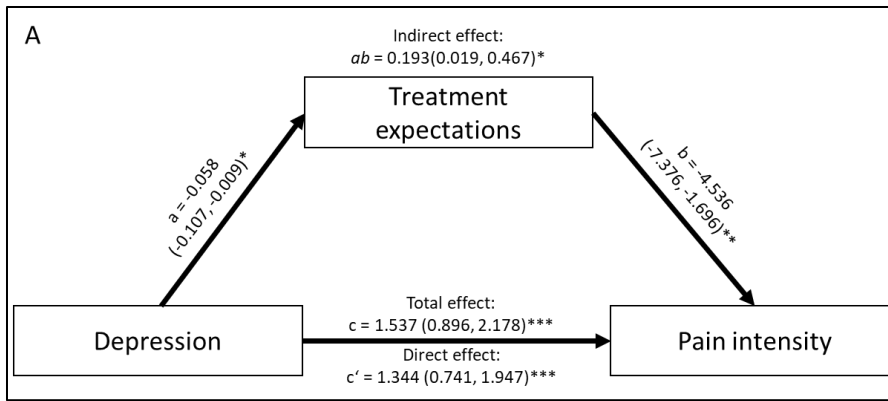 A
Indirect effect:
ab = 0.193(0.019, 0.467)*
Treatment
expectations
a = -0.058
(-0.107, -0.009)*
b = -4.536
(-7.376, -1.696)**
Total effect:
c = 1.537 (0.896, 2.178)***
Depression
Pain intensity
Direct effect:
c‘ = 1.344 (0.741, 1.947)***